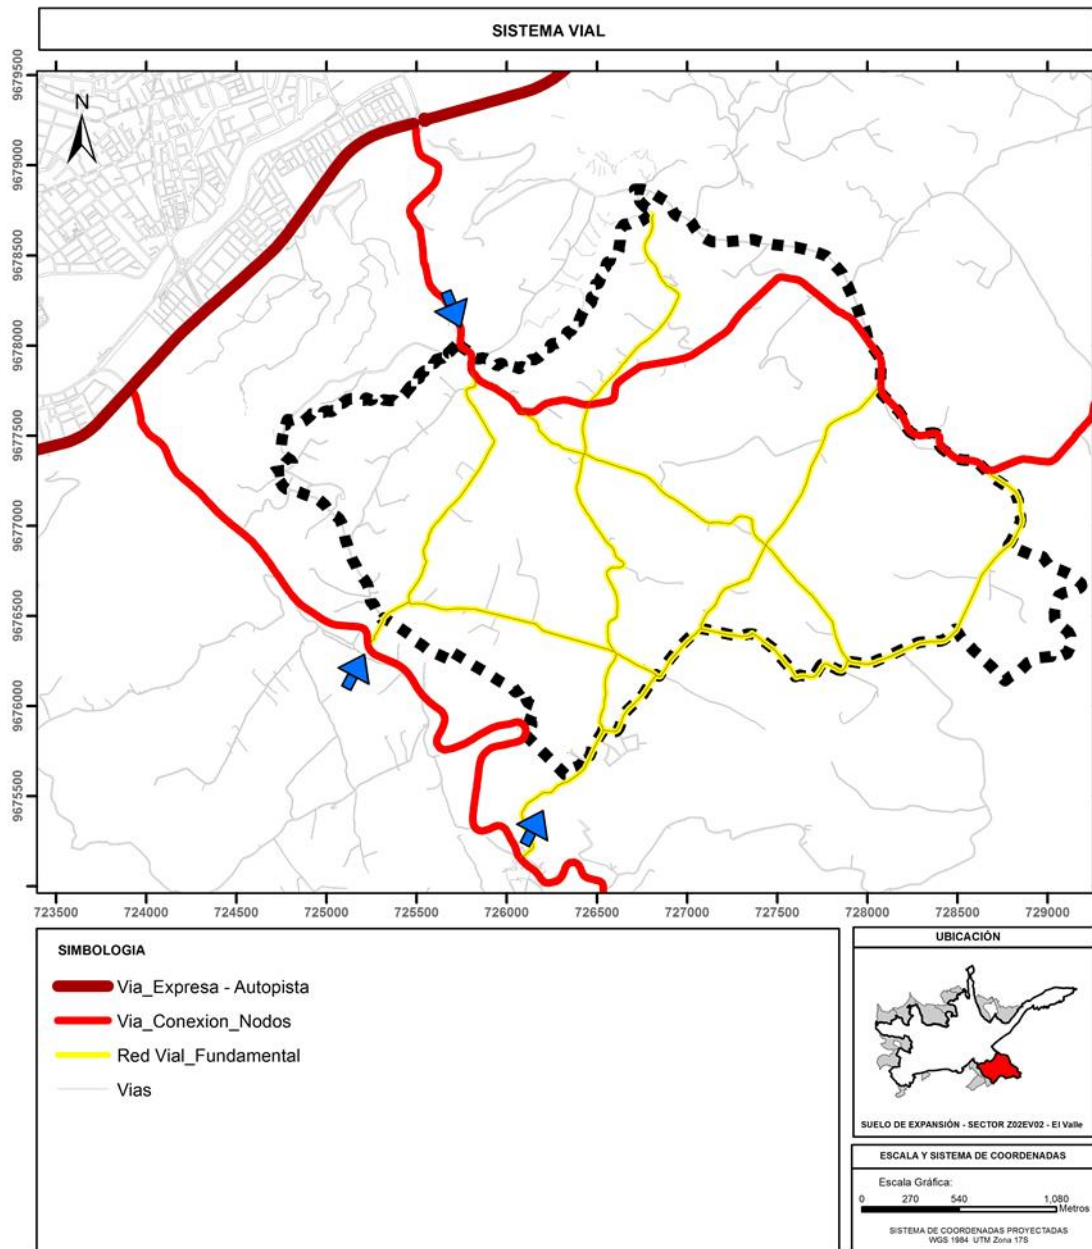 SISTEMA VIAL
N
9679500
9679000
9678500
9678000
9677500
9677000
9676500
9676000
9675500
723500 724000 724500 725000 725500 726000 726500 727000 727500 728000 728500 729000
SIMBOLOGIA
Via_Expresa - Autopista
Via_Conexion_Nodos
Red Vial_Fundamental
Vias
UBICACIÓN
SUELO DE EXPANSIÓN - SECTOR Z02EV02 - El Valle
ESCALA Y SISTEMA DE COORDENADAS
Escala Gráfica:
0 270 540 1,080
Metros
SISTEMA DE COORDENADAS PROYECTADAS
WGS 1984 UTM Zona 17S